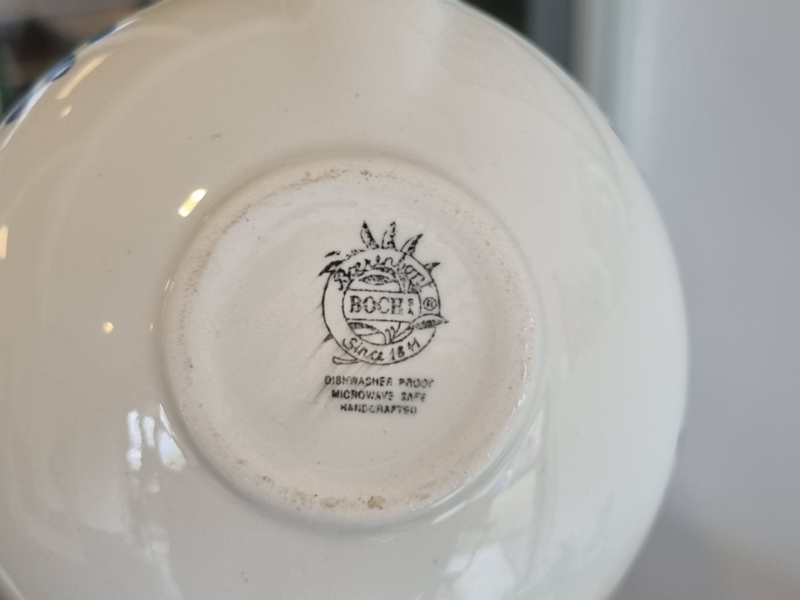 BOCH
®
Since 1841
DISHWASHER PROOF
MICROWAVE SAFE
HANDCRAFTED